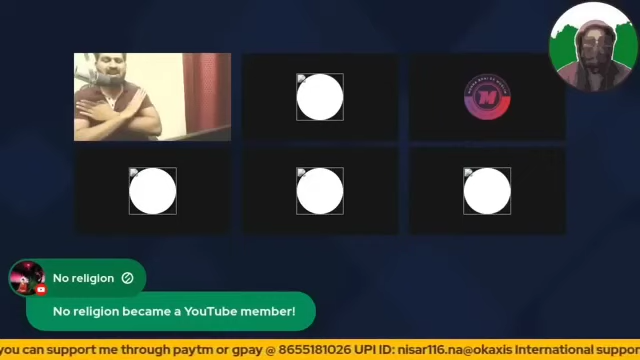 M
No religion
No religion became a YouTube member!
you can support me through paytm or gpay @ 8655181026 UPI ID: nisar116.na@okaxis International suppor